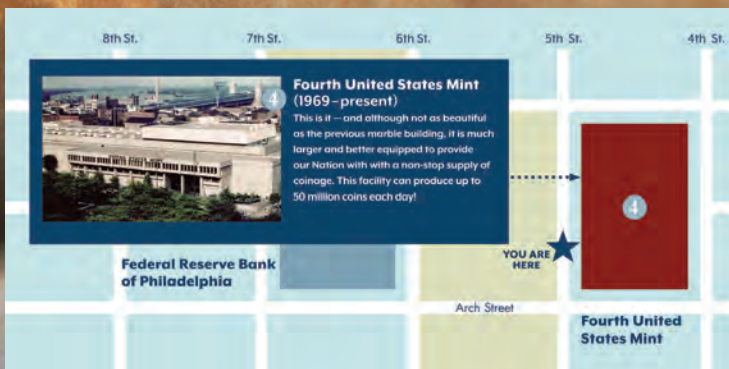 8th St.
7th St.
6th St.
5th St.
4th St.
4
Fourth United States Mint
(1969–present)
This is it — and although not as beautiful
as the previous marble building, it is much
larger and better equipped to provide
our Nation with with a non-stop supply of
coinage. This facility can produce up to
50 million coins each day!
4
YOU ARE
HERE
Federal Reserve Bank
of Philadelphia
Arch Street
Fourth United
States Mint